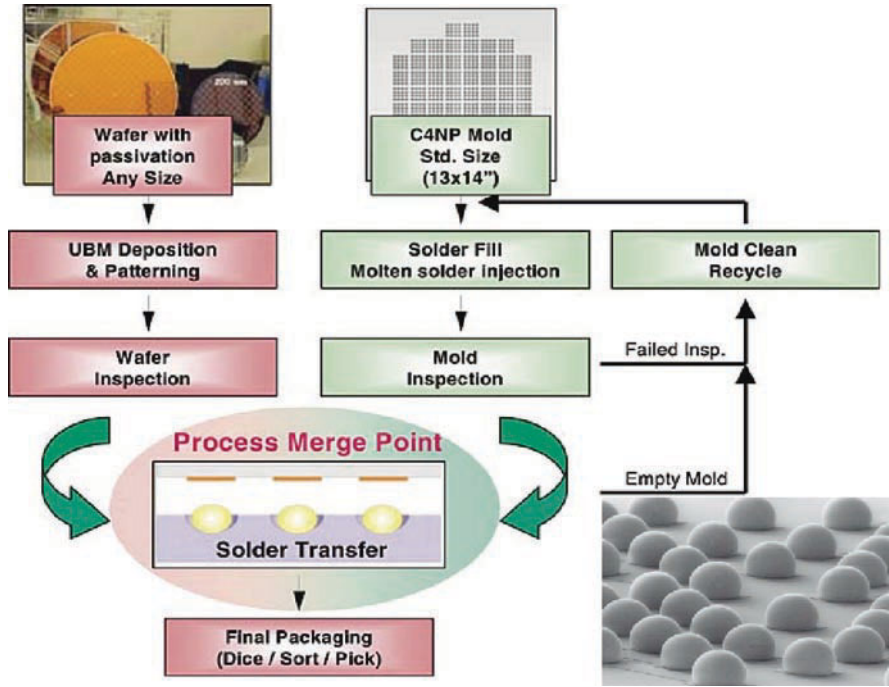 200 mm
Wafer with
passivation
Any Size
C4NP Mold
Std. Size
(13x14")
UBM Deposition
& Patterning
Solder Fill
Molten solder injection
Mold Clean
Recycle
Wafer
Inspection
Mold
Inspection
Failed Insp.
Process Merge Point
Empty Mold
Solder Transfer
Final Packaging
(Dice / Sort / Pick)